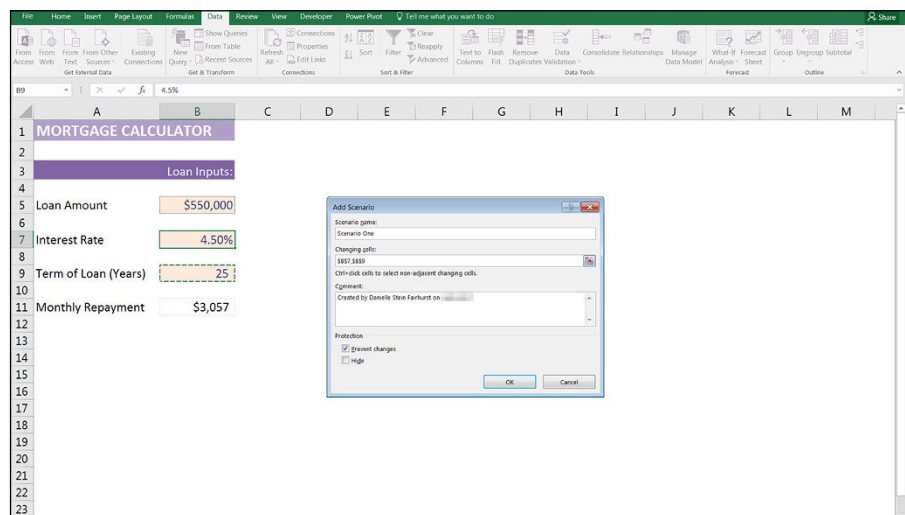 File Home Insert Page Layout Formulas Data Review View Developer Power Pivot Tell me what you want to do Share
From Access
From Web
From Text
From Other Sources
Existing Connections
New Query
Show Queries
From Table
Recent Sources
Refresh All
Connections
Properties
Edit Links
Sort
Filter
Clear
Reapply
Advanced
Text to Columns
Flash Fill
Remove Duplicates
Data Validation
Consolidate
Relationships
Manage Data Model
What-If Analysis
Forecast Sheet
Group
Ungroup
Subtotal
Get External Data Get & Transform Connections Sort & Filter Data Tools Forecast Outline
B9 fx 4.5%
A B C D E F G H I J K L M
1 MORTGAGE CALCULATOR
2
3 Loan Inputs:
4
5 Loan Amount $550,000
6
7 Interest Rate 4.50%
8
9 Term of Loan (Years) 25
10
11 Monthly Repayment $3,057
12
13
14
15
16
17
18
19
20
21
22
23
Add Scenario
Scenario name:
Scenario One
Changing cells:
$B$7,$B$9
Ctrl+click cells to select non-adjacent changing cells.
Comment:
Created by Danielle Stein Fairhurst on
Protection
Prevent changes
Hide
OK Cancel